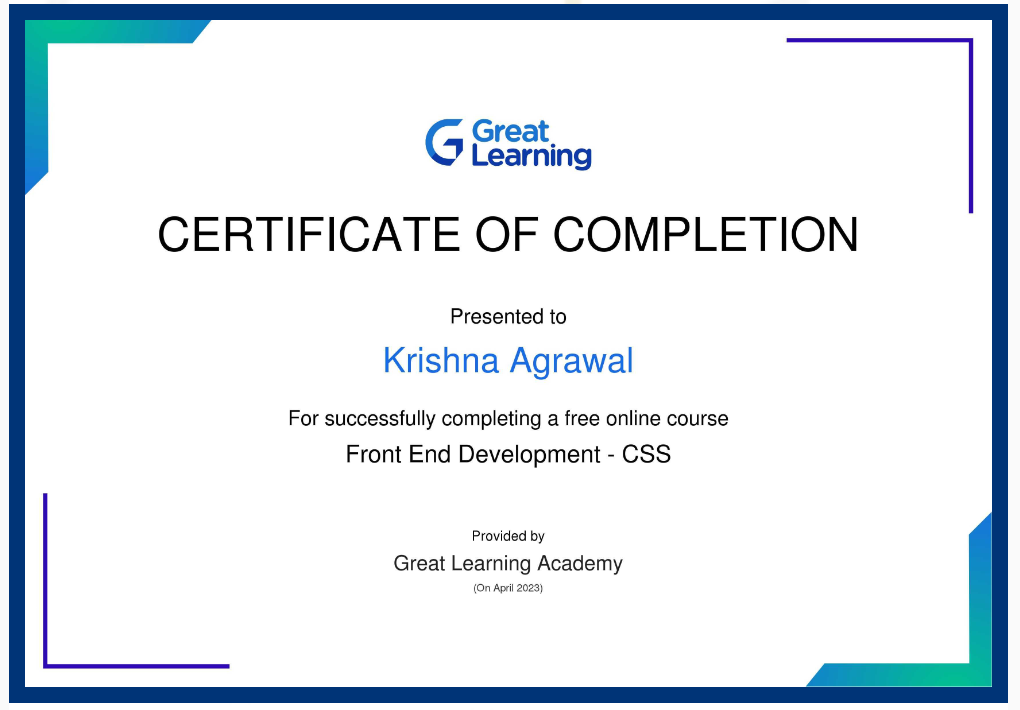 Great
Learning
CERTIFICATE OF COMPLETION
Presented to
Krishna Agrawal
For successfully completing a free online course
Front End Development - CSS
Provided by
Great Learning Academy
(On April 2023)